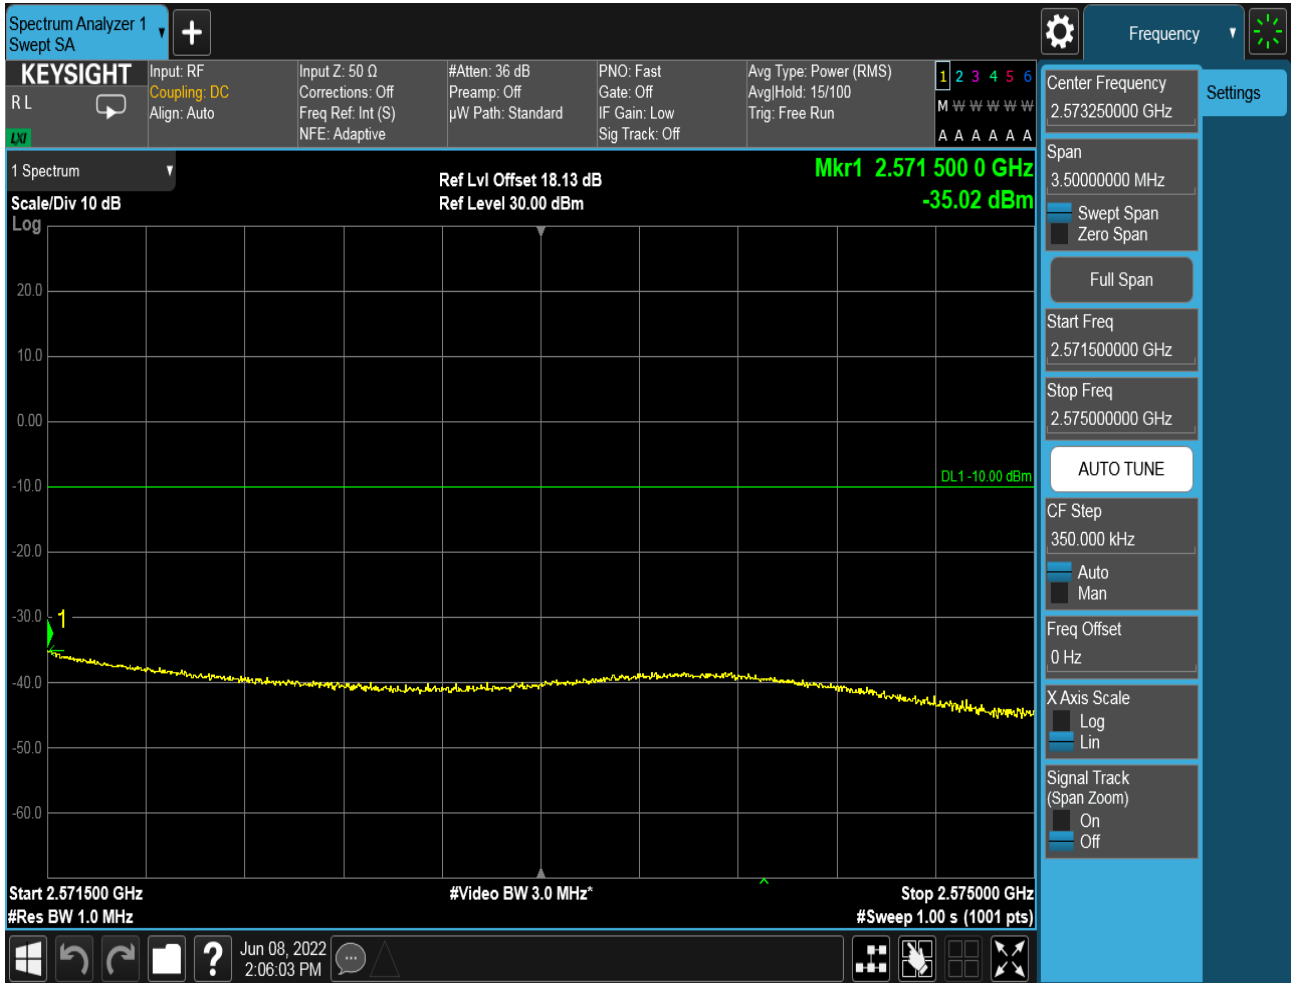 Spectrum Analyzer 1
Swept SA
Frequency
KEYSIGHT
R L
LXI
Input: RF
Coupling: DC
Align: Auto
Input Z: 50 Ω
Corrections: Off
Freq Ref: Int (S)
NFE: Adaptive
#Atten: 36 dB
Preamp: Off
µW Path: Standard
PNO: Fast
Gate: Off
IF Gain: Low
Sig Track: Off
Avg Type: Power (RMS)
Avg|Hold: 15/100
Trig: Free Run
1 2 3 4 5 6
M W W W W W
A A A A A A
1 Spectrum
Scale/Div 10 dB
Log
Ref Lvl Offset 18.13 dB
Ref Level 30.00 dBm
Mkr1 2.571 500 0 GHz
-35.02 dBm
20.0
10.0
0.00
-10.0
DL1 -10.00 dBm
-20.0
-30.0
1
-40.0
-50.0
-60.0
Start 2.571500 GHz
#Res BW 1.0 MHz
#Video BW 3.0 MHz*
Stop 2.575000 GHz
#Sweep 1.00 s (1001 pts)
Jun 08, 2022
2:06:03 PM
Center Frequency
2.573250000 GHz
Span
3.50000000 MHz
Swept Span
Zero Span
Full Span
Start Freq
2.571500000 GHz
Stop Freq
2.575000000 GHz
AUTO TUNE
CF Step
350.000 kHz
Auto
Man
Freq Offset
0 Hz
X Axis Scale
Log
Lin
Signal Track
(Span Zoom)
On
Off
Settings